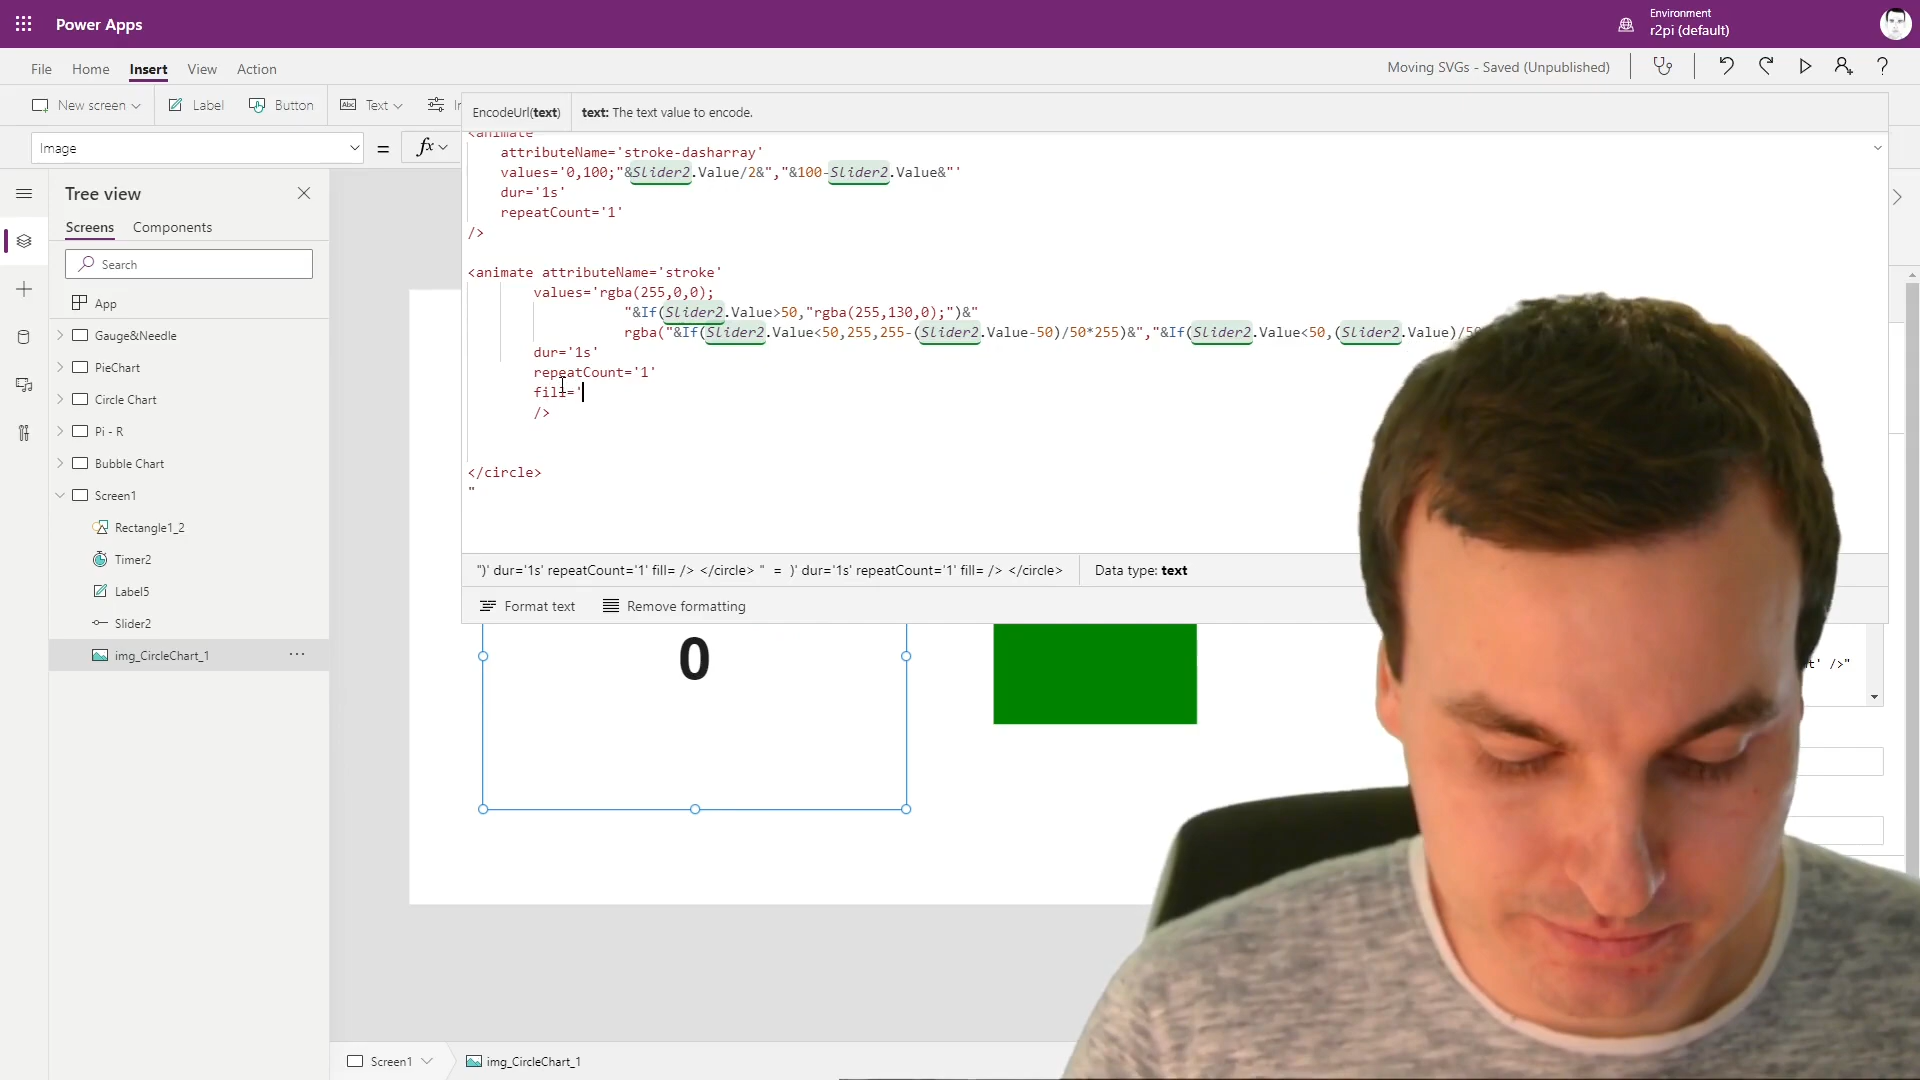 Power Apps
Environment
r2pi (default)
File Home Insert View Action
Moving SVGs - Saved (Unpublished)
New screen Label Button Text
EncodeUrl(text) text: The text value to encode.
Image = fx
<animate
attributeName='stroke-dasharray'
values='0,100;"&Slider2.Value/2&","&100-Slider2.Value&"'
dur='1s'
repeatCount='1'
/>
<animate attributeName='stroke'
values='rgba(255,0,0);
"&If(Slider2.Value>50,"rgba(255,130,0);")&"
rgba("&If(Slider2.Value<50,255,255-(Slider2.Value-50)/50*255)&","&If(Slider2.Value<50,(Slider2.Value)/50
dur='1s'
repeatCount='1'
fill='
/>
</circle>
"
")' dur='1s' repeatCount='1' fill= /> </circle> " = )' dur='1s' repeatCount='1' fill= /> </circle> Data type: text
Format text Remove formatting
Tree view
Screens Components
Search
App
Gauge&Needle
PieChart
Circle Chart
Pi - R
Bubble Chart
Screen1
Rectangle1_2
Timer2
Label5
Slider2
img_CircleChart_1
0
' />"
Screen1 img_CircleChart_1